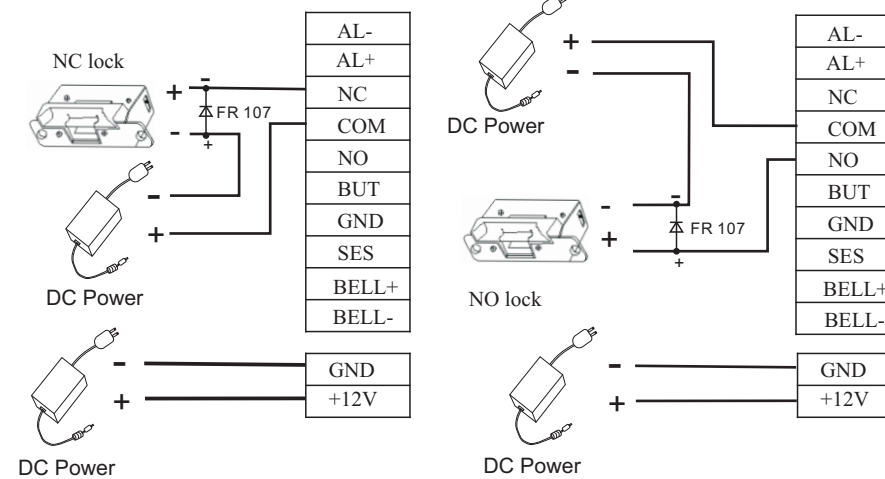 NC lock
+
-
FR 107
-
+
-
+
DC Power
AL-
AL+
NC
COM
NO
BUT
GND
SES
BELL+
BELL-
-
+
DC Power
GND
+12V
+
-
DC Power
-
+
-
FR 107
+
NO lock
AL-
AL+
NC
COM
NO
BUT
GND
SES
BELL+
BELL-
-
+
DC Power
GND
+12V